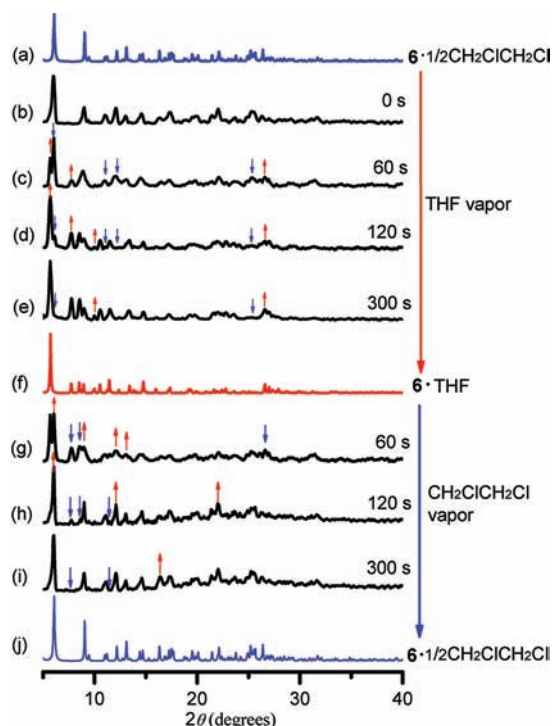 (a)
6·1/2CH₂ClCH₂Cl
(b)
0 s
(c)
60 s
THF vapor
(d)
120 s
(e)
300 s
(f)
6·THF
(g)
60 s
(h)
120 s
CH₂ClCH₂Cl
vapor
(i)
300 s
(j)
6·1/2CH₂ClCH₂Cl
10
20
30
40
2θ (degrees)